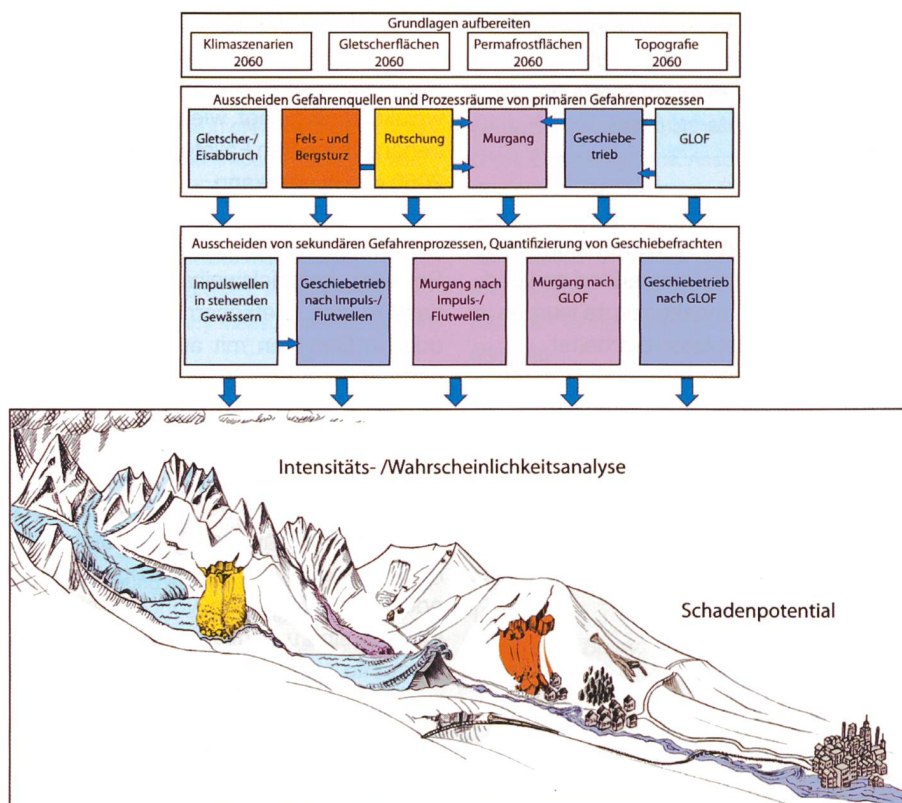 Grundlagen aufbereiten
Klimaszenarien
2060
Gletscherflächen
2060
Permafrostflächen
2060
Topografie
2060
Ausscheiden Gefahrenquellen und Prozessräume von primären Gefahrenprozessen
Gletscher-/
Eisabbruch
Fels - und
Bergsturz
Rutschung
Murgang
Geschiebe-
trieb
GLOF
Ausscheiden von sekundären Gefahrenprozessen, Quantifizierung von Geschiebefrachten
Impulswellen
in stehenden
Gewässern
Geschiebetrieb
nach Impuls-/
Flutwellen
Murgang nach
Impuls-/
Flutwellen
Murgang nach
GLOF
Geschiebetrieb
nach GLOF
Intensitäts- /Wahrscheinlichkeitsanalyse
Schadenpotential